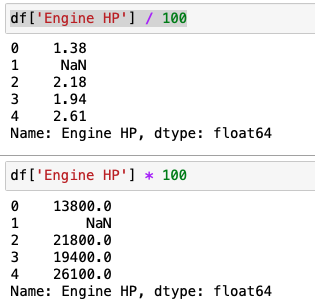 df['Engine HP'] / 100
0    1.38
1     NaN
2    2.18
3    1.94
4    2.61
Name: Engine HP, dtype: float64
df['Engine HP'] * 100
0    13800.0
1        NaN
2    21800.0
3    19400.0
4    26100.0
Name: Engine HP, dtype: float64